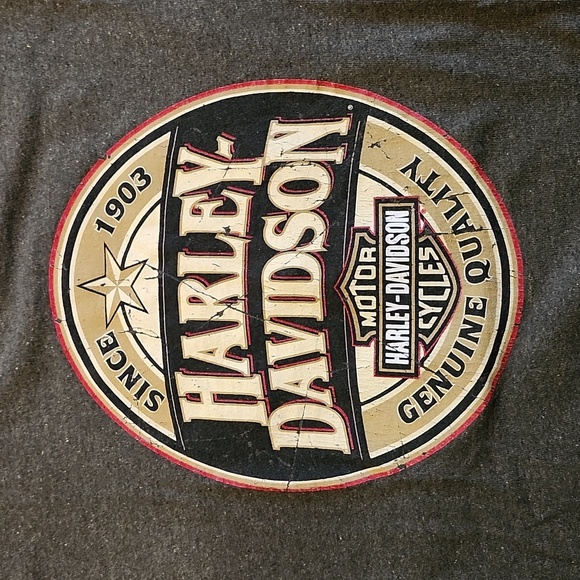 SINCE 1903
HARLEY-
DAVIDSON®
MOTOR
HARLEY-DAVIDSON
CYCLES
GENUINE QUALITY